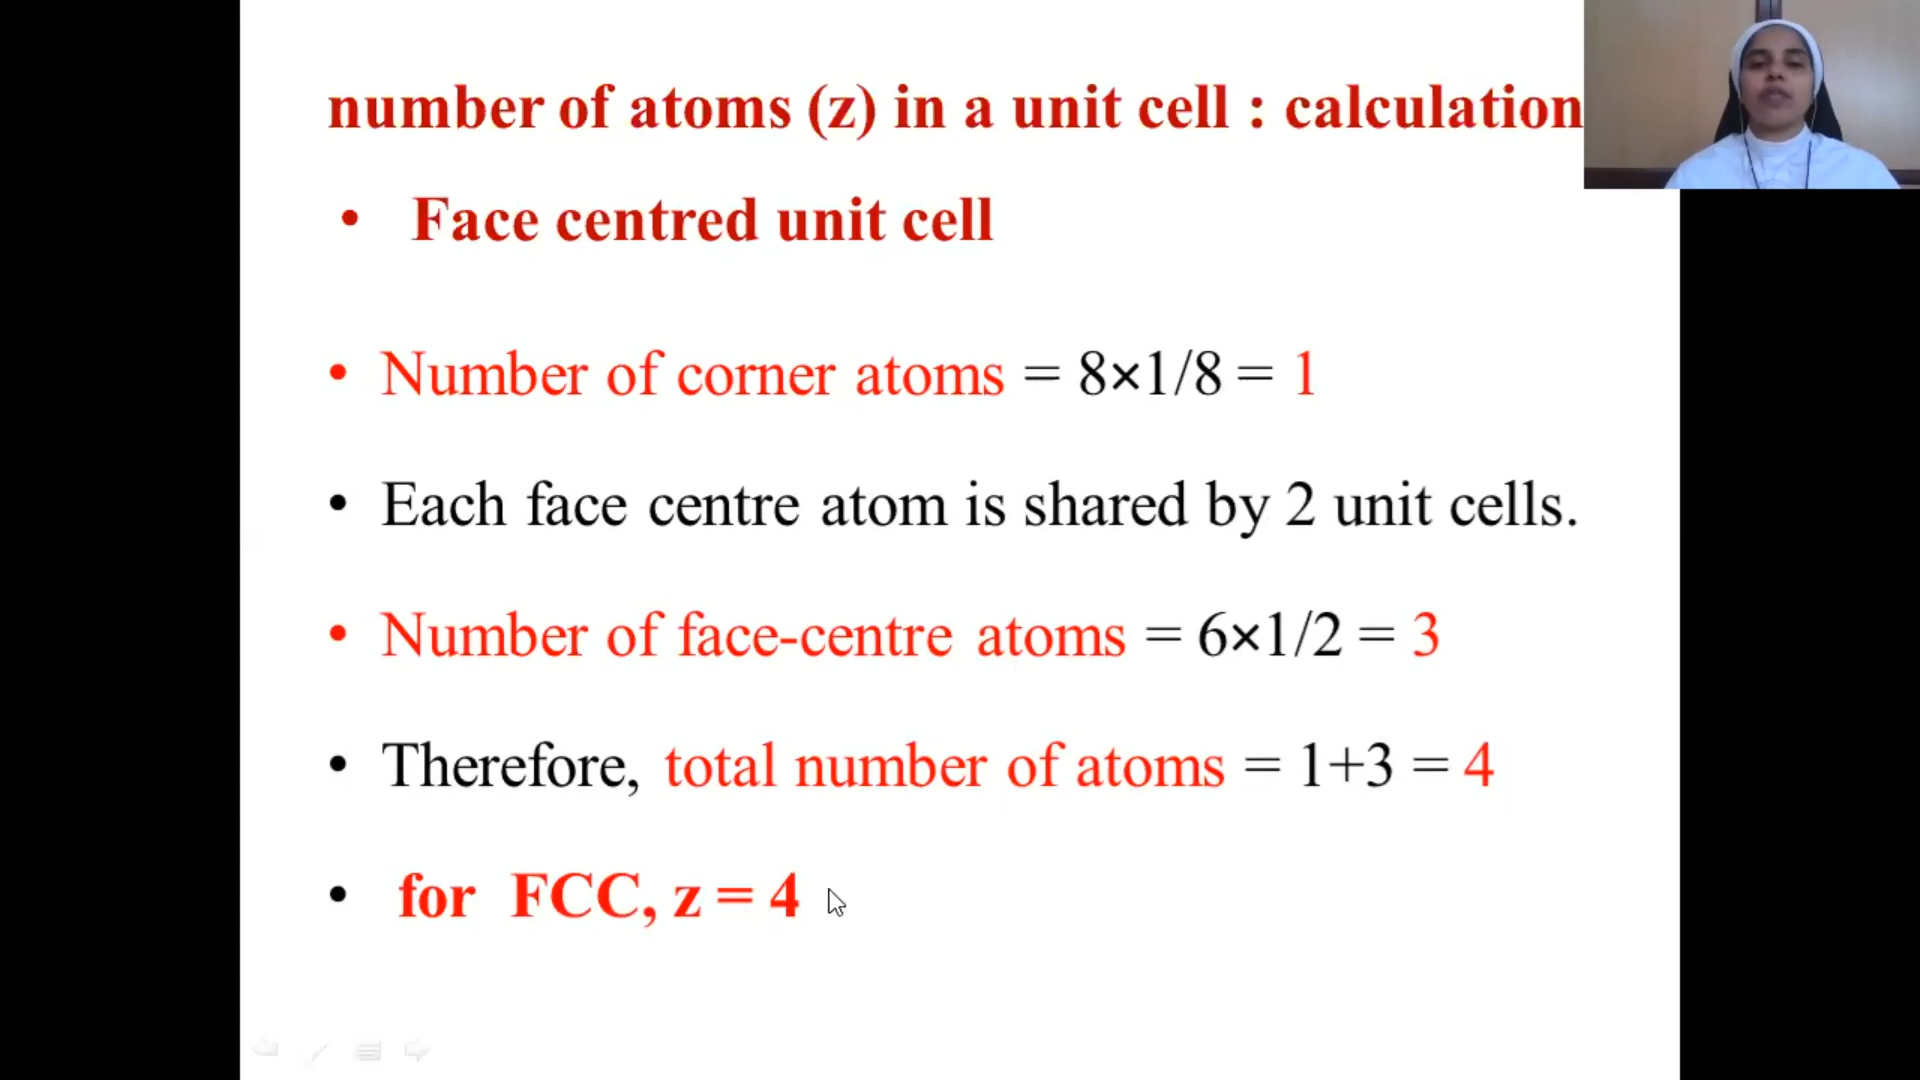 number of atoms (z) in a unit cell : calculation
• Face centred unit cell
• Number of corner atoms = 8×1/8 = 1
• Each face centre atom is shared by 2 unit cells.
• Number of face-centre atoms = 6×1/2 = 3
• Therefore, total number of atoms = 1+3 = 4
• for FCC, z = 4